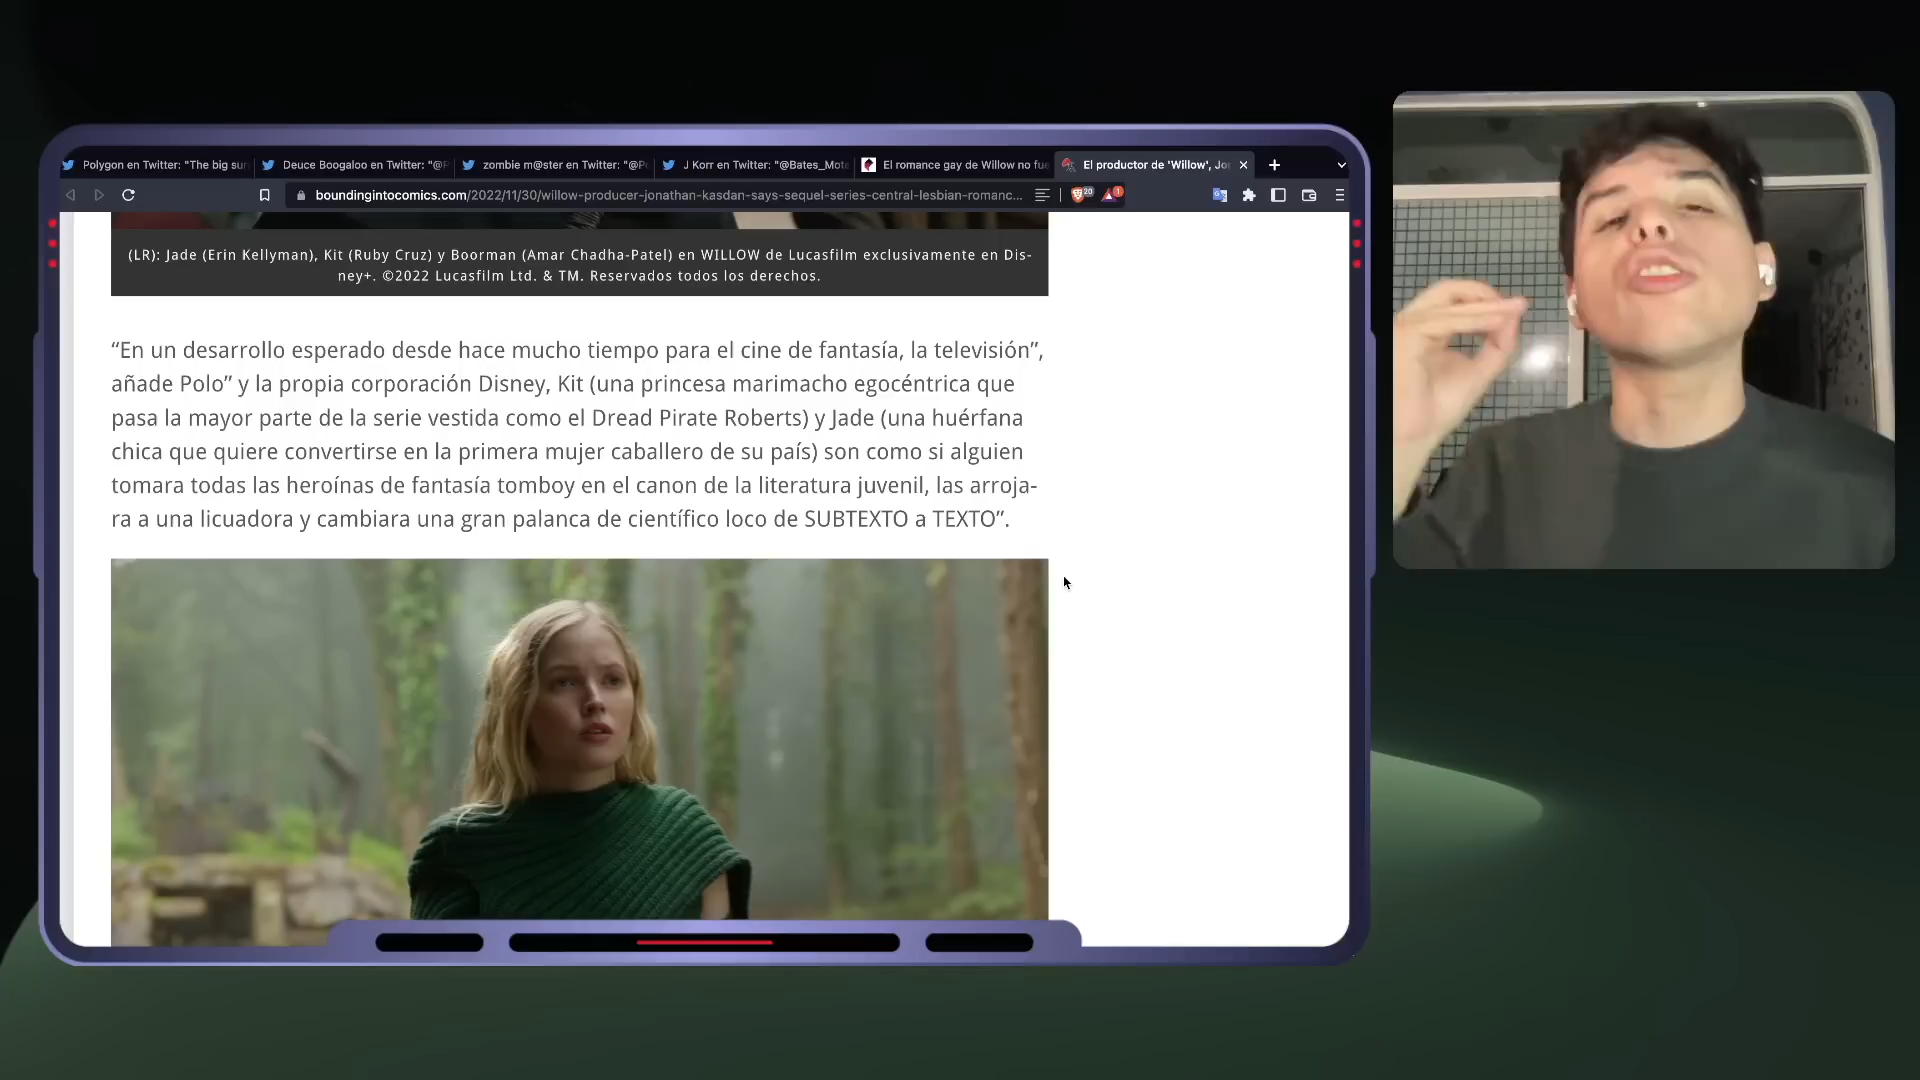 Polygon en Twitter: "The big sur
Deuce Boogaloo en Twitter: "@P
zombie m@ster en Twitter: "@Po
J Korr en Twitter: "@Bates_Mote
El romance gay de Willow no fue
El productor de 'Willow', Jo
boundingintocomics.com/2022/11/30/willow-producer-jonathan-kasdan-says-sequel-series-central-lesbian-romanc...
20
1
(LR): Jade (Erin Kellyman), Kit (Ruby Cruz) y Boorman (Amar Chadha-Patel) en WILLOW de Lucasfilm exclusivamente en Dis-
ney+. ©2022 Lucasfilm Ltd. & TM. Reservados todos los derechos.
“En un desarrollo esperado desde hace mucho tiempo para el cine de fantasía, la televisión”,
añade Polo” y la propia corporación Disney, Kit (una princesa marimacho egocéntrica que
pasa la mayor parte de la serie vestida como el Dread Pirate Roberts) y Jade (una huérfana
chica que quiere convertirse en la primera mujer caballero de su país) son como si alguien
tomara todas las heroínas de fantasía tomboy en el canon de la literatura juvenil, las arroja-
ra a una licuadora y cambiara una gran palanca de científico loco de SUBTEXTO a TEXTO”.